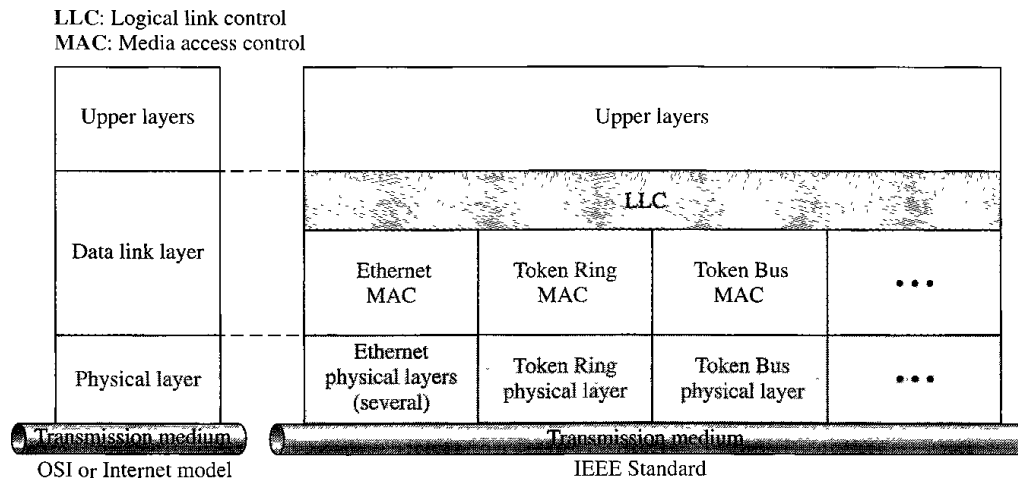 LLC: Logical link control
MAC: Media access control
Upper layers
Data link layer
Physical layer
Transmission medium
OSI or Internet model
Upper layers
LLC
Ethernet
MAC
Token Ring
MAC
Token Bus
MAC
•••
Ethernet
physical layers
(several)
Token Ring
physical layer
Token Bus
physical layer
•••
Transmission medium
IEEE Standard